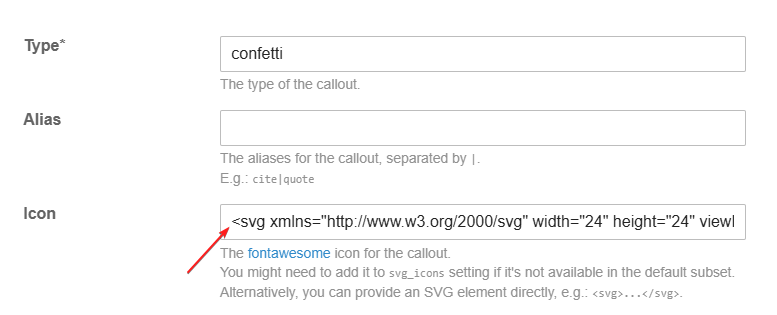 Type*
confetti
The type of the callout.
Alias
The aliases for the callout, separated by |.
E.g.: cite|quote
Icon
<svg xmlns="http://www.w3.org/2000/svg" width="24" height="24" viewl
The fontawesome icon for the callout.
You might need to add it to svg_icons setting if it's not available in the default subset.
Alternatively, you can provide an SVG element directly, e.g.: <svg>...</svg>.